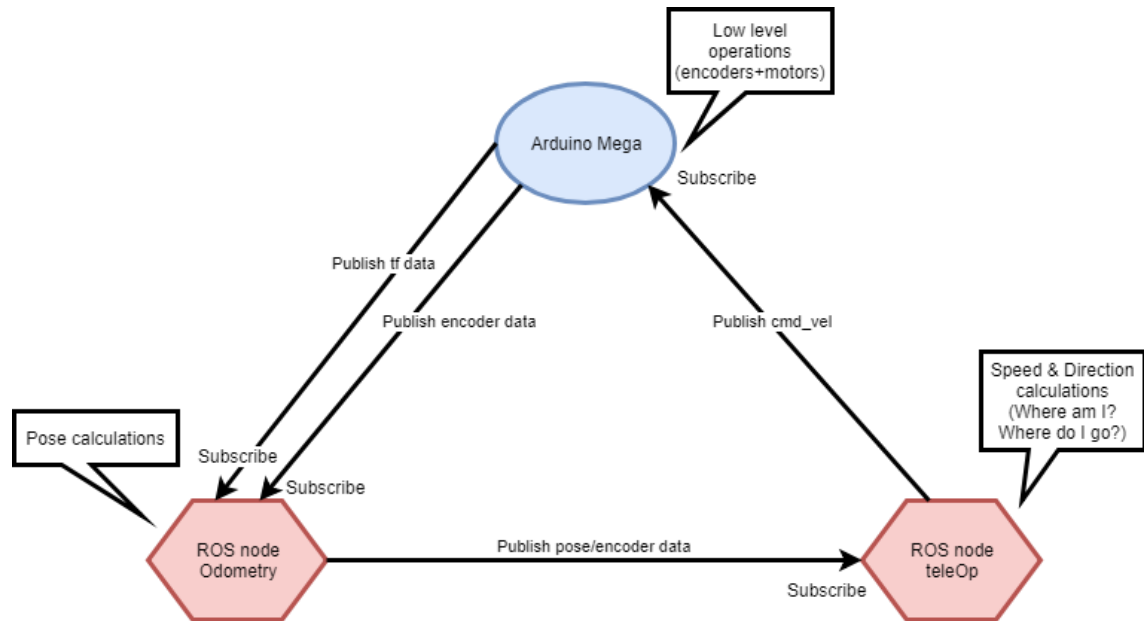 Low level
operations
(encoders+motors)
Arduino Mega
Subscribe
Publish tf data
Publish encoder data
Publish cmd_vel
Speed & Direction
calculations
(Where am I?
Where do I go?)
Pose calculations
Subscribe
Subscribe
ROS node
Odometry
Publish pose/encoder data
Subscribe
ROS node
teleOp